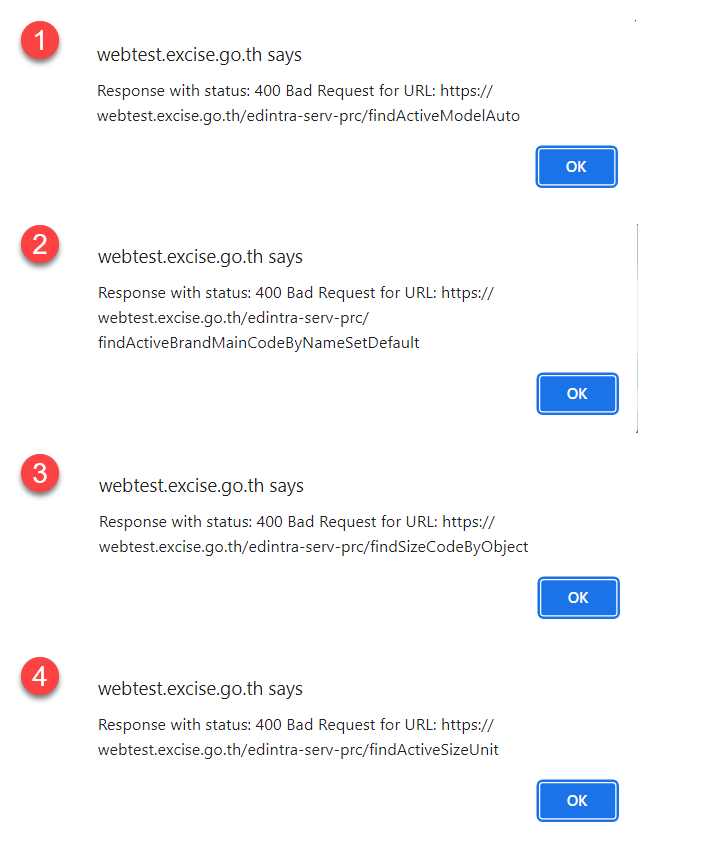 1
webtest.excise.go.th says
Response with status: 400 Bad Request for URL: https://
webtest.excise.go.th/edintra-serv-prc/findActiveModelAuto
OK
2
webtest.excise.go.th says
Response with status: 400 Bad Request for URL: https://
webtest.excise.go.th/edintra-serv-prc/
findActiveBrandMainCodeByNameSetDefault
OK
3
webtest.excise.go.th says
Response with status: 400 Bad Request for URL: https://
webtest.excise.go.th/edintra-serv-prc/findSizeCodeByObject
OK
4
webtest.excise.go.th says
Response with status: 400 Bad Request for URL: https://
webtest.excise.go.th/edintra-serv-prc/findActiveSizeUnit
OK